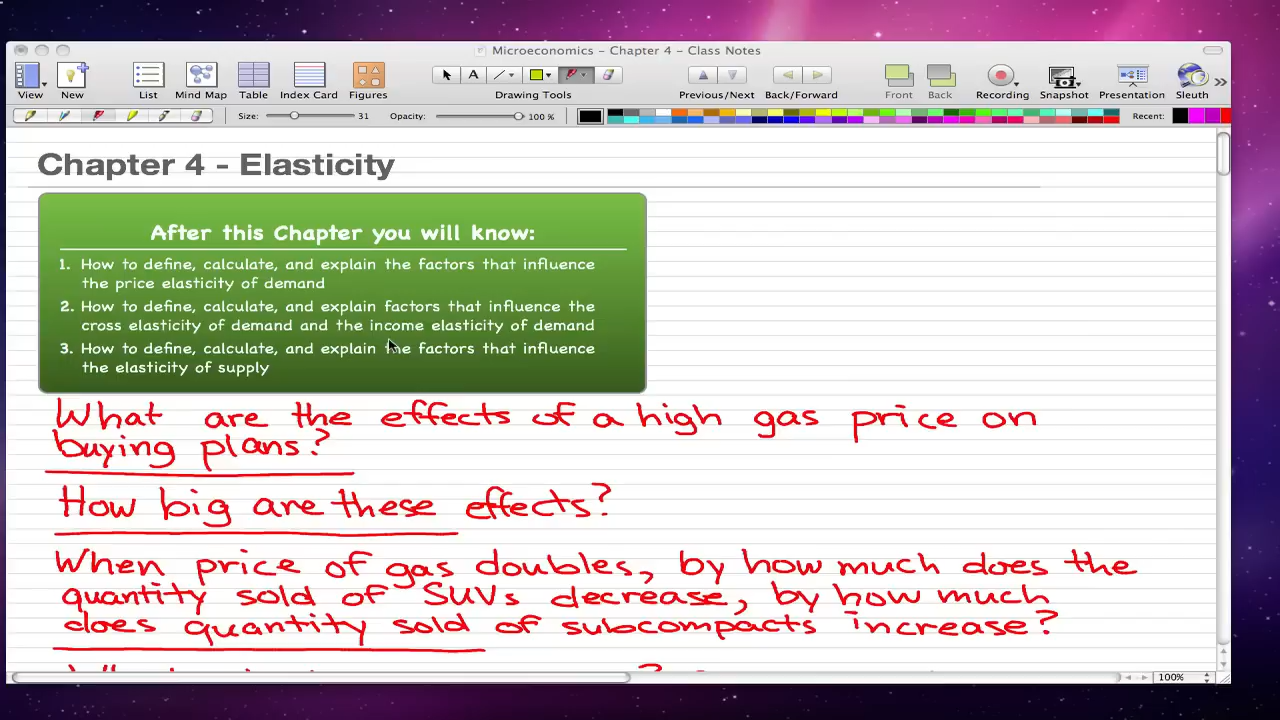 Microeconomics - Chapter 4 - Class Notes
View New List Mind Map Table Index Card Figures Drawing Tools Previous/Next Back/Forward Front Back Recording Snapshot Presentation Sleuth
Size: 31 Opacity: 100 % Recent:
Chapter 4 - Elasticity
After this Chapter you will know:
1. How to define, calculate, and explain the factors that influence
the price elasticity of demand
2. How to define, calculate, and explain factors that influence the
cross elasticity of demand and the income elasticity of demand
3. How to define, calculate, and explain the factors that influence
the elasticity of supply
What are the effects of a high gas price on
buying plans?
How big are these effects?
When price of gas doubles, by how much does the
quantity sold of SUVs decrease, by how much
does quantity sold of subcompacts increase?
100%